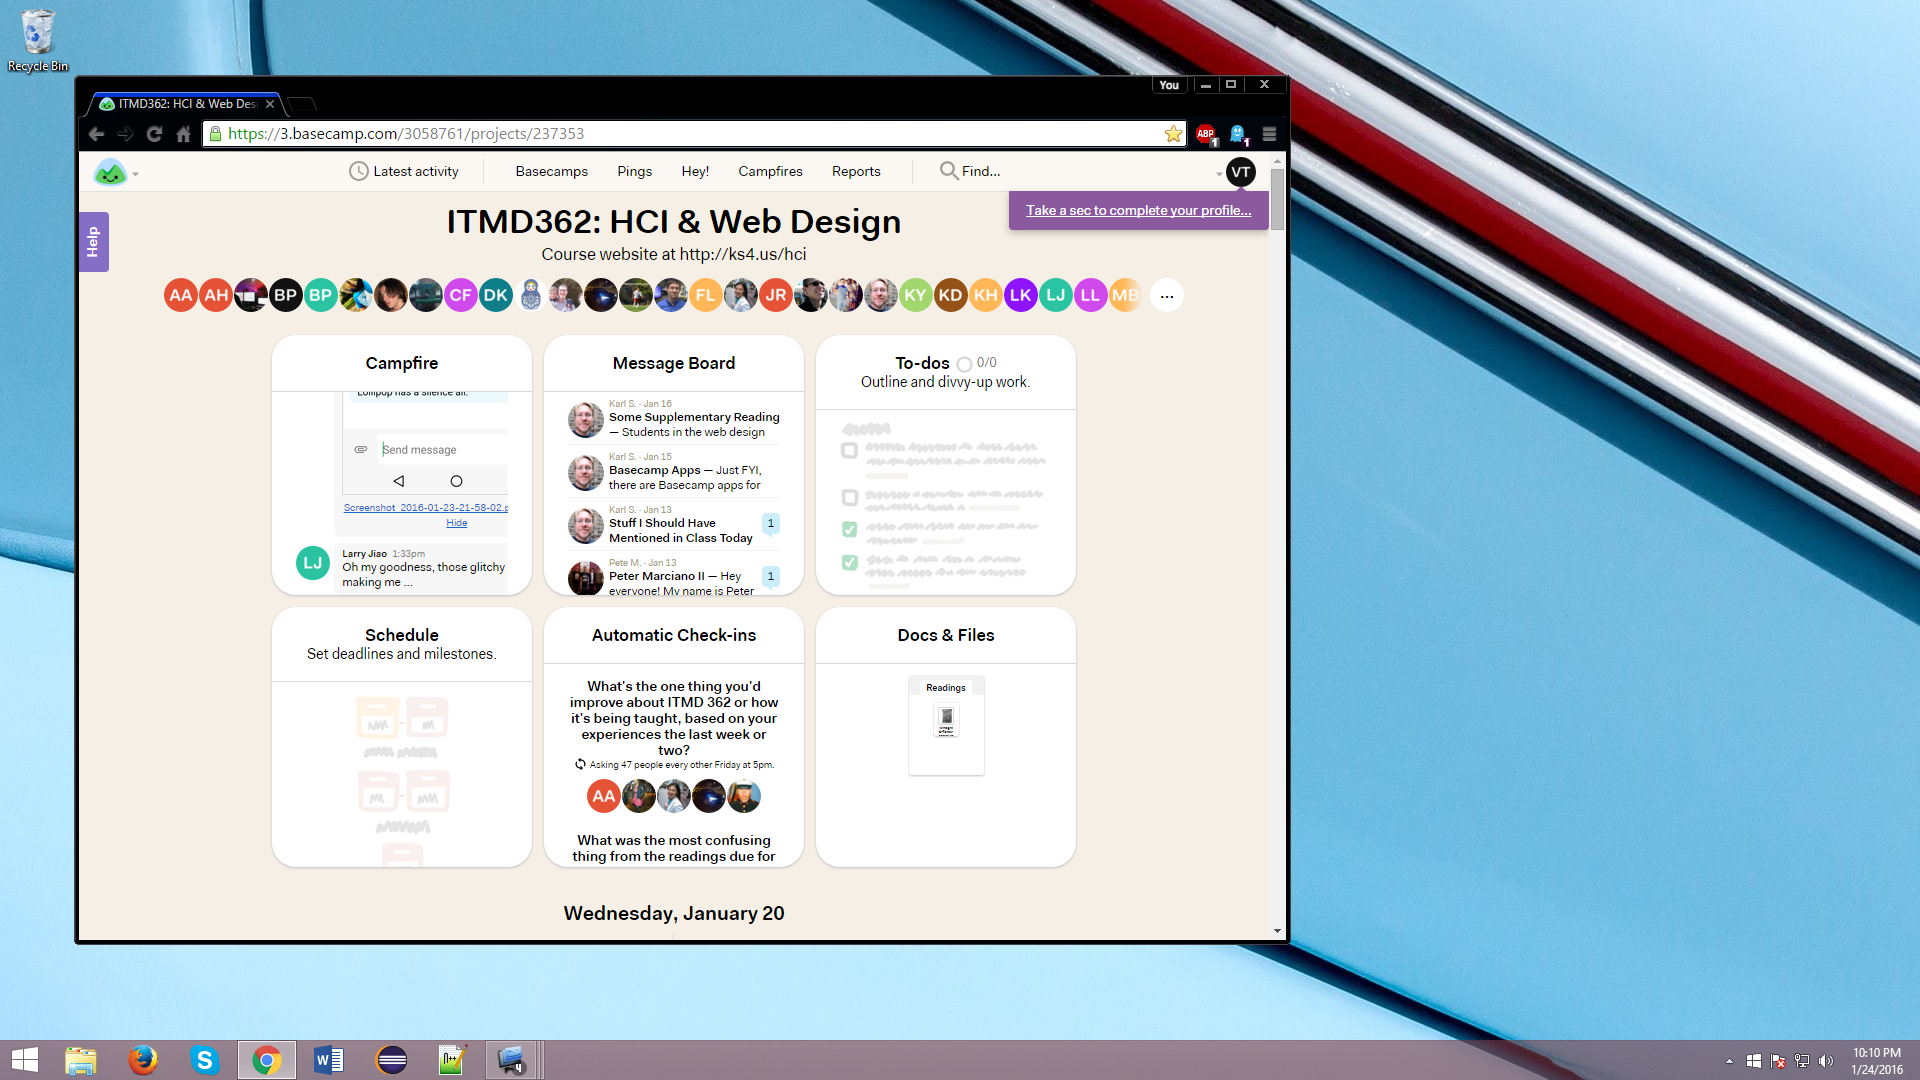 Recycle Bin
You
ITMD362: HCI & Web Des
https://3.basecamp.com/3058761/projects/237353
ABP
1
1
Latest activity
Basecamps
Pings
Hey!
Campfires
Reports
Find...
VT
Take a sec to complete your profile...
Help
ITMD362: HCI & Web Design
Course website at http://ks4.us/hci
AA AH BP BP CF DK FL JR KY KD KH LK LJ LL MB ...
Campfire
Lollipop has a silence all.
Send message
Screenshot_2016-01-23-21-58-02.p
Hide
LJ
Larry Jiao 1:33pm
Oh my goodness, those glitchy
making me ...
Message Board
Karl S. · Jan 16
Some Supplementary Reading
— Students in the web design
Karl S. · Jan 15
Basecamp Apps — Just FYI,
there are Basecamp apps for
Karl S. · Jan 13
Stuff I Should Have
Mentioned in Class Today
1
Pete M. · Jan 13
Peter Marciano II — Hey
everyone! My name is Peter
1
To-dos 0/0
Outline and divvy-up work.
Schedule
Set deadlines and milestones.
Automatic Check-ins
What's the one thing you'd
improve about ITMD 362 or how
it's being taught, based on your
experiences the last week or
two?
Asking 47 people every other Friday at 5pm.
AA
What was the most confusing
thing from the readings due for
Docs & Files
Readings
Wednesday, January 20
4
10:10 PM
1/24/2016